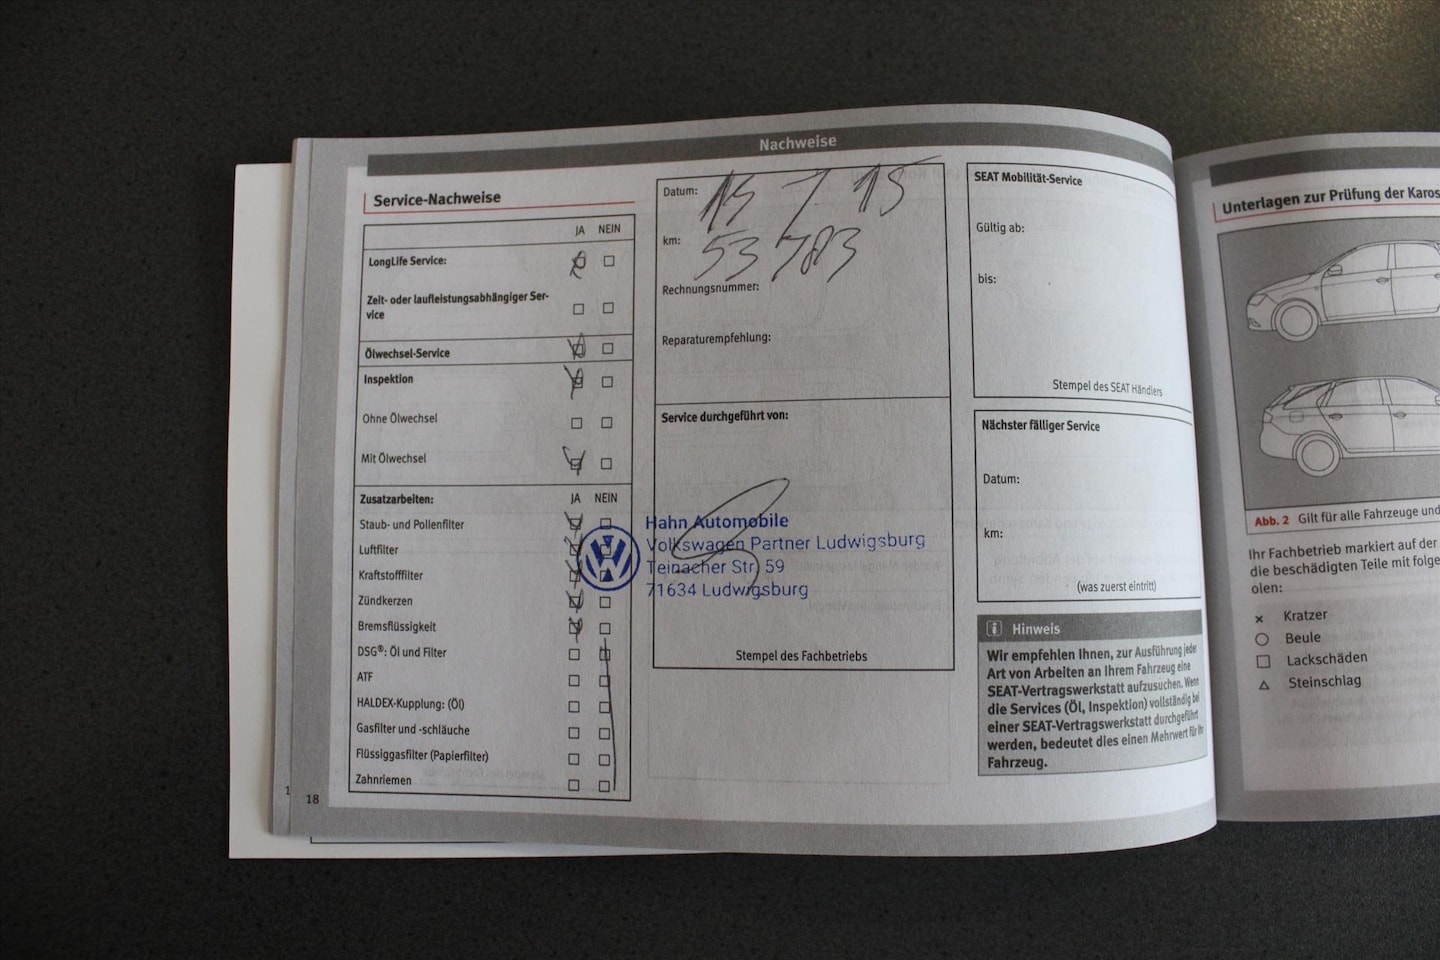 Nachweise
Service-Nachweise
JA NEIN
LongLife Service:
Zeit- oder laufleistungsabhängiger Ser-
vice
Ölwechsel-Service
Inspektion
Ohne Ölwechsel
Mit Ölwechsel
Zusatzarbeiten: JA NEIN
Staub- und Pollenfilter
Luftfilter
Kraftstofffilter
Zündkerzen
Bremsflüssigkeit
DSG®: Öl und Filter
ATF
HALDEX-Kupplung: (Öl)
Gasfilter und -schläuche
Flüssiggasfilter (Papierfilter)
Zahnriemen
18
Datum: 7 15
km: 53 783
Rechnungsnummer:
Reparaturempfehlung:
Service durchgeführt von:
Hahn Automobile
Volkswagen Partner Ludwigsburg
Teinacher Str. 59
71634 Ludwigsburg
Stempel des Fachbetriebs
SEAT Mobilität-Service
Gültig ab:
bis:
Stempel des SEAT Händlers
Nächster fälliger Service
Datum:
km:
(was zuerst eintritt)
Hinweis
Wir empfehlen Ihnen, zur Ausführung jeder
Art von Arbeiten an Ihrem Fahrzeug eine
SEAT-Vertragswerkstatt aufzusuchen. Wenn
die Services (Öl, Inspektion) vollständig bei
einer SEAT-Vertragswerkstatt durchgeführt
werden, bedeutet dies einen Mehrwert für Ihr
Fahrzeug.
Unterlagen zur Prüfung der Karos
Abb. 2 Gilt für alle Fahrzeuge und
Ihr Fachbetrieb markiert auf der
die beschädigten Teile mit folge
olen:
Kratzer
Beule
Lackschäden
Steinschlag